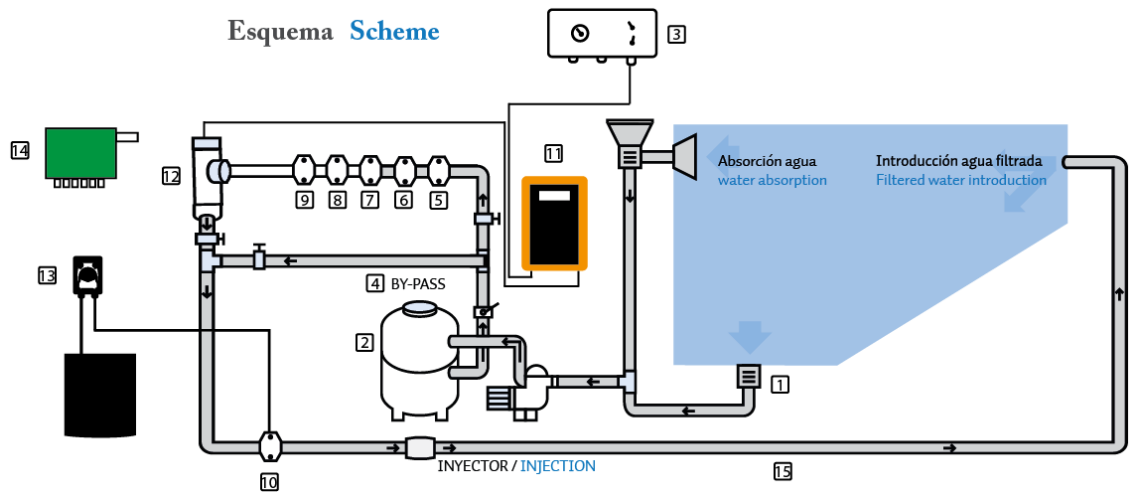 Esquema Scheme
3
14
12
11
Absorción agua
water absorption
Introducción agua filtrada
Filtered water introduction
9
8
7
6
5
13
4 BY-PASS
2
1
INYECTOR / INJECTION
10
15